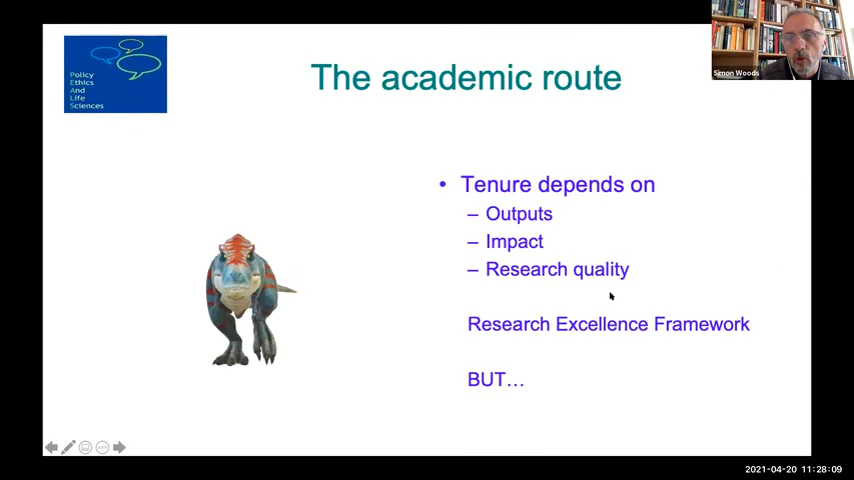 Policy
Ethics
And
Life
Sciences
The academic route
• Tenure depends on
– Outputs
– Impact
– Research quality
Research Excellence Framework
BUT…
Simon Woods
2021-04-20 11:28:09